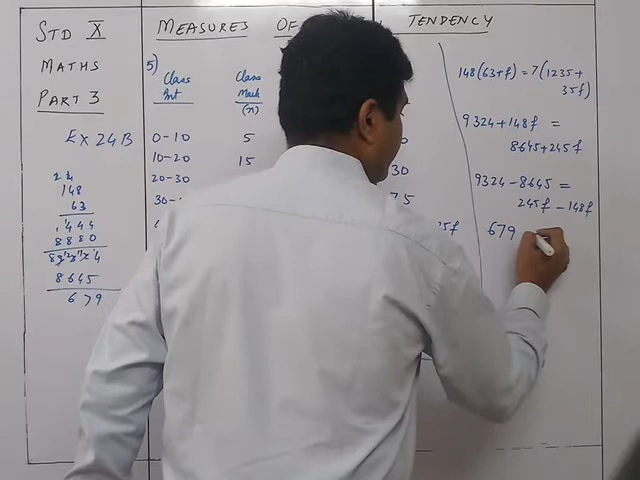 STD X
MATHS
PART 3
EX 24B
148
63
444
8880
8645
679
MEASURES OF TENDENCY
5)
Class Class
Int Mark
(x)
0-10 5
10-20 15
20-30
30-
30
75
5f
148(63+f) = 7(1235+
35f)
9324+148f =
8645+245f
9324-8645 =
245f-148f
679